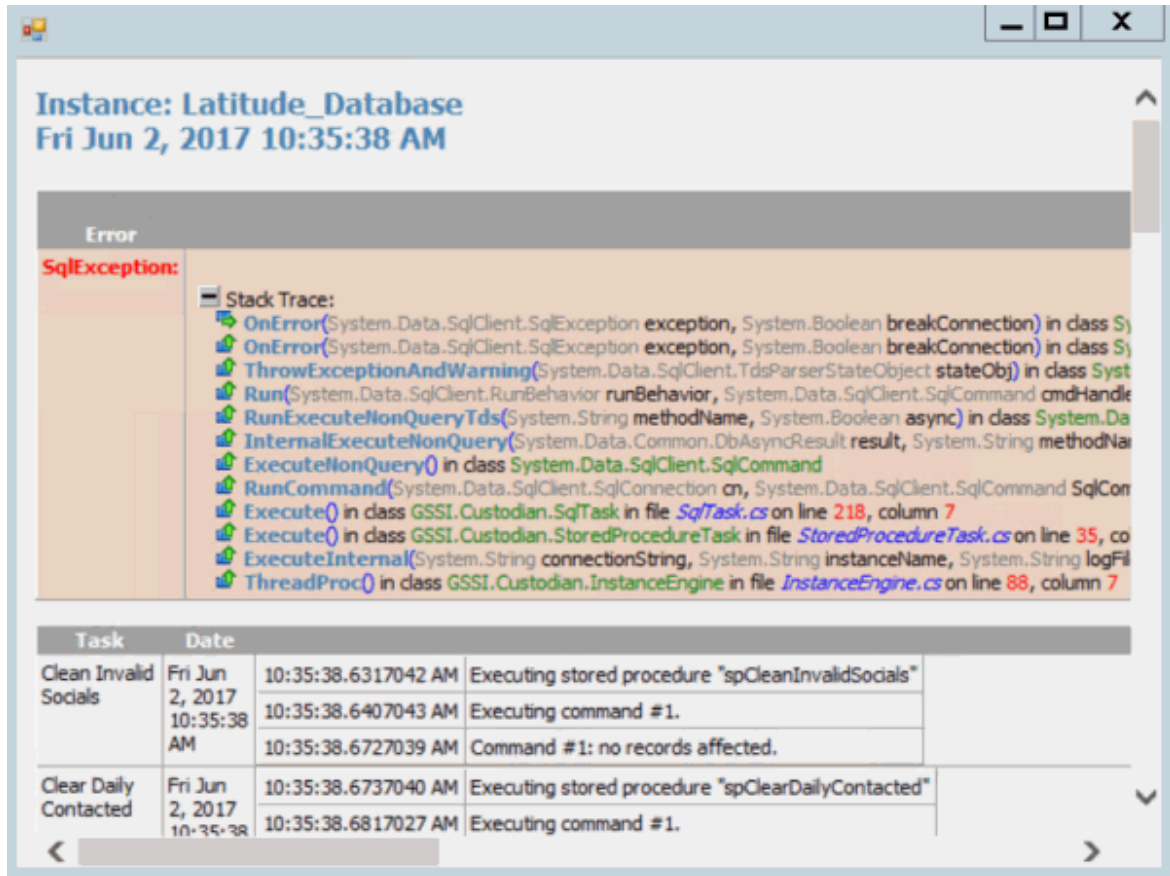 Instance: Latitude_Database
Fri Jun 2, 2017 10:35:38 AM
Error
SqlException:
Stack Trace:
OnError(System.Data.SqlClient.SqlException exception, System.Boolean breakConnection) in class Sy
OnError(System.Data.SqlClient.SqlException exception, System.Boolean breakConnection) in class Sy
ThrowExceptionAndWarning(System.Data.SqlClient.TdsParserStateObject stateObj) in class Syst
Run(System.Data.SqlClient.RunBehavior runBehavior, System.Data.SqlClient.SqlCommand cmdHandle
RunExecuteNonQueryTds(System.String methodName, System.Boolean async) in class System.Da
InternalExecuteNonQuery(System.Data.Common.DbAsyncResult result, System.String methodNa
ExecuteNonQuery() in class System.Data.SqlClient.SqlCommand
RunCommand(System.Data.SqlClient.SqlConnection cn, System.Data.SqlClient.SqlCommand SqlCom
Execute() in class GSSI.Custodian.SqlTask in file SqlTask.cs on line 218, column 7
Execute() in class GSSI.Custodian.StoredProcedureTask in file StoredProcedureTask.cs on line 35, co
ExecuteInternal(System.String connectionString, System.String instanceName, System.String logFil
ThreadProc() in class GSSI.Custodian.InstanceEngine in file InstanceEngine.cs on line 88, column 7
Task Date
Clean Invalid Fri Jun 10:35:38.6317042 AM Executing stored procedure "spCleanInvalidSocials"
Socials 2, 2017 10:35:38.6407043 AM Executing command #1.
10:35:38
AM 10:35:38.6727039 AM Command #1: no records affected.
Clear Daily Fri Jun 10:35:38.6737040 AM Executing stored procedure "spClearDailyContacted"
Contacted 2, 2017 10:35:38.6817027 AM Executing command #1.
10:35:38